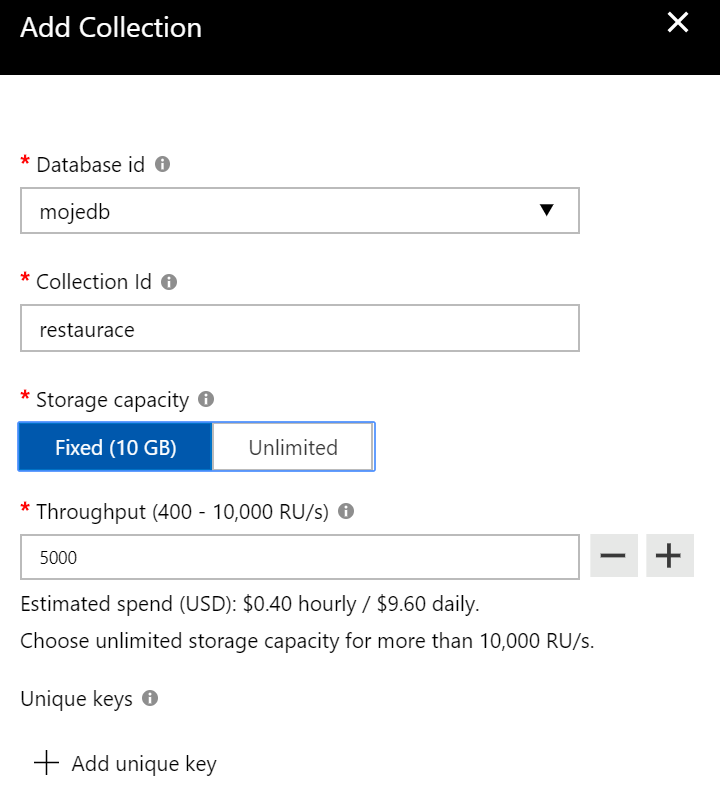 Add Collection
* Database id
mojedb
* Collection Id
restaurace
* Storage capacity
Fixed (10 GB) Unlimited
* Throughput (400 - 10,000 RU/s)
5000
Estimated spend (USD): $0.40 hourly / $9.60 daily.
Choose unlimited storage capacity for more than 10,000 RU/s.
Unique keys
Add unique key